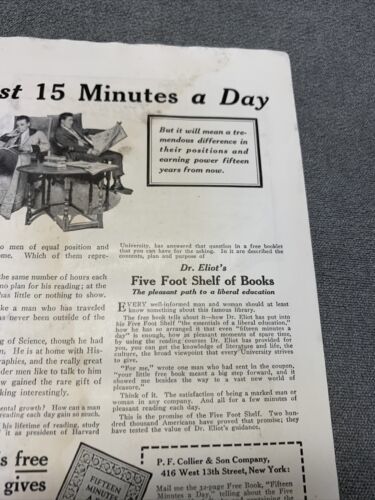 st 15 Minutes a Day
But it will mean a tre-
mendous difference in
their positions and
earning power fifteen
years from now.
o men of equal position and
ome. Which of them repre-
he same number of hours each
no plan for his reading; at the
has little or nothing to show.
ke a man who has traveled
s never been outside of the
g of Science, though he had
n. He is at home with His-
raphies, and the really great
der men like to talk to him
w gained the rare gift of
king interestingly.
ental growth? How can a man
reading each day gain so much.
his lifetime of reading, study
it as president of Harvard
University, has answered that question in a free booklet
that you can have for the asking. In it are described the
contents, plan and purpose of
Dr. Eliot's
Five Foot Shelf of Books
The pleasant path to a liberal education
EVERY well-informed man and woman should at least
know something about this famous library.
The free book tells about it—how Dr. Eliot has put into
his Five Foot Shelf "the essentials of a liberal education,"
how he has so arranged it that even "fifteen minutes a
day" is enough, how in pleasant moments of spare time,
by using the reading courses Dr. Eliot has provided for
you, you can get the knowledge of literature and life, the
culture, the broad viewpoint that every University strives
to give.
"For me," wrote one man who had sent in the coupon,
"your little free book meant a big step forward, and it
showed me besides the way to a vast new world of
pleasure."
Think of it. The satisfaction of being a marked man or
woman in any company. And all for a few minutes of
pleasant reading each day.
This is the promise of the Five Foot Shelf. Two hun-
dred thousand Americans have proved that promise; they
have tested the value of Dr. Eliot's guidance.
's free
gives
FIFTEEN
MINUTES
P. F. Collier & Son Company,
416 West 13th Street, New York:
Mail me the 32-page Free Book, "Fifteen
Minutes a Day," telling about the Five